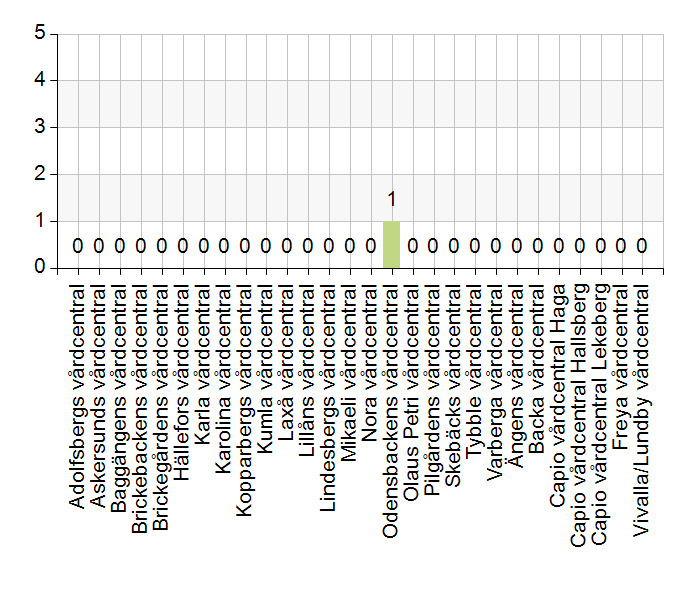 5
4
3
2
1
0
1
0 0 0 0 0 0 0 0 0 0 0 0 0 0 0 0 0 0 0 0 0 0 0 0 0 0 0
Adolfsbergs vårdcentral
Askersunds vårdcentral
Baggängens vårdcentral
Brickebackens vårdcentral
Brickegårdens vårdcentral
Hällefors vårdcentral
Karla vårdcentral
Karolina vårdcentral
Kopparbergs vårdcentral
Kumla vårdcentral
Laxå vårdcentral
Lillåns vårdcentral
Lindesbergs vårdcentral
Mikaeli vårdcentral
Nora vårdcentral
Odensbackens vårdcentral
Olaus Petri vårdcentral
Pilgårdens vårdcentral
Skebäcks vårdcentral
Tybble vårdcentral
Varberga vårdcentral
Ängens vårdcentral
Backa vårdcentral
Capio vårdcentral Haga
Capio vårdcentral Hallsberg
Capio vårdcentral Lekeberg
Freya vårdcentral
Vivalla/Lundby vårdcentral